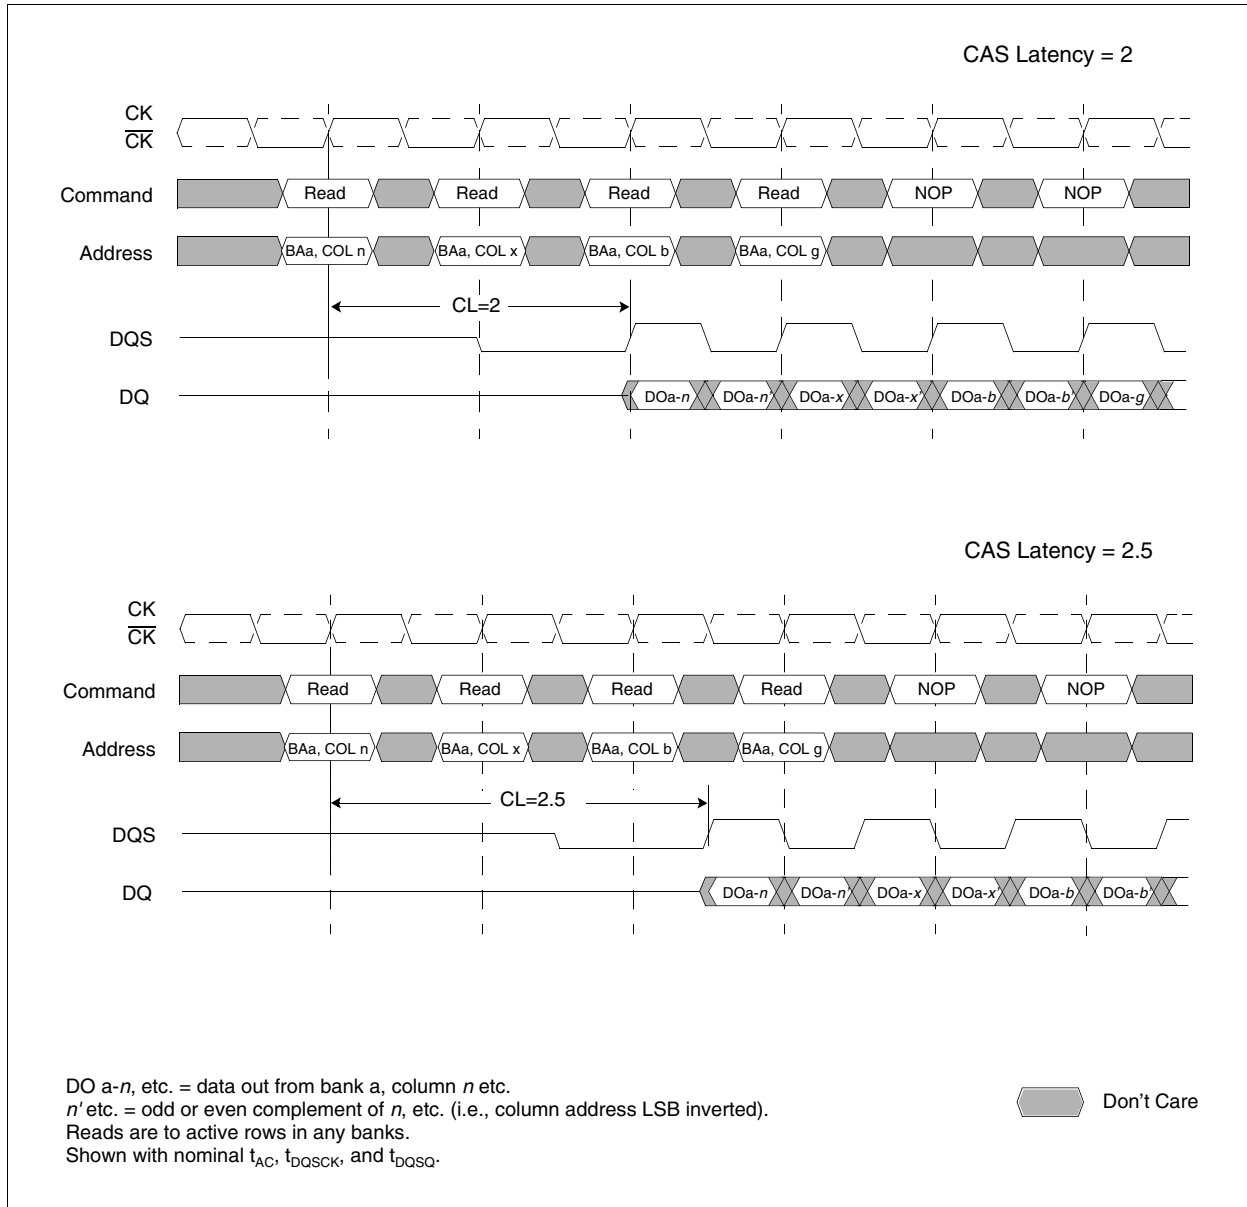 CAS Latency = 2
CK
CK
Command Read Read Read Read NOP NOP
Address BAa, COL n BAa, COL x BAa, COL b BAa, COL g
CL=2
DQS
DQ DOa-n DOa-n' DOa-x DOa-x' DOa-b DOa-b' DOa-g
CAS Latency = 2.5
CK
CK
Command Read Read Read Read NOP NOP
Address BAa, COL n BAa, COL x BAa, COL b BAa, COL g
CL=2.5
DQS
DQ DOa-n DOa-n' DOa-x DOa-x' DOa-b DOa-b'
DO a-n, etc. = data out from bank a, column n etc.
n' etc. = odd or even complement of n, etc. (i.e., column address LSB inverted).
Reads are to active rows in any banks.
Shown with nominal tAC, tDQSCK, and tDQSQ.
Don't Care